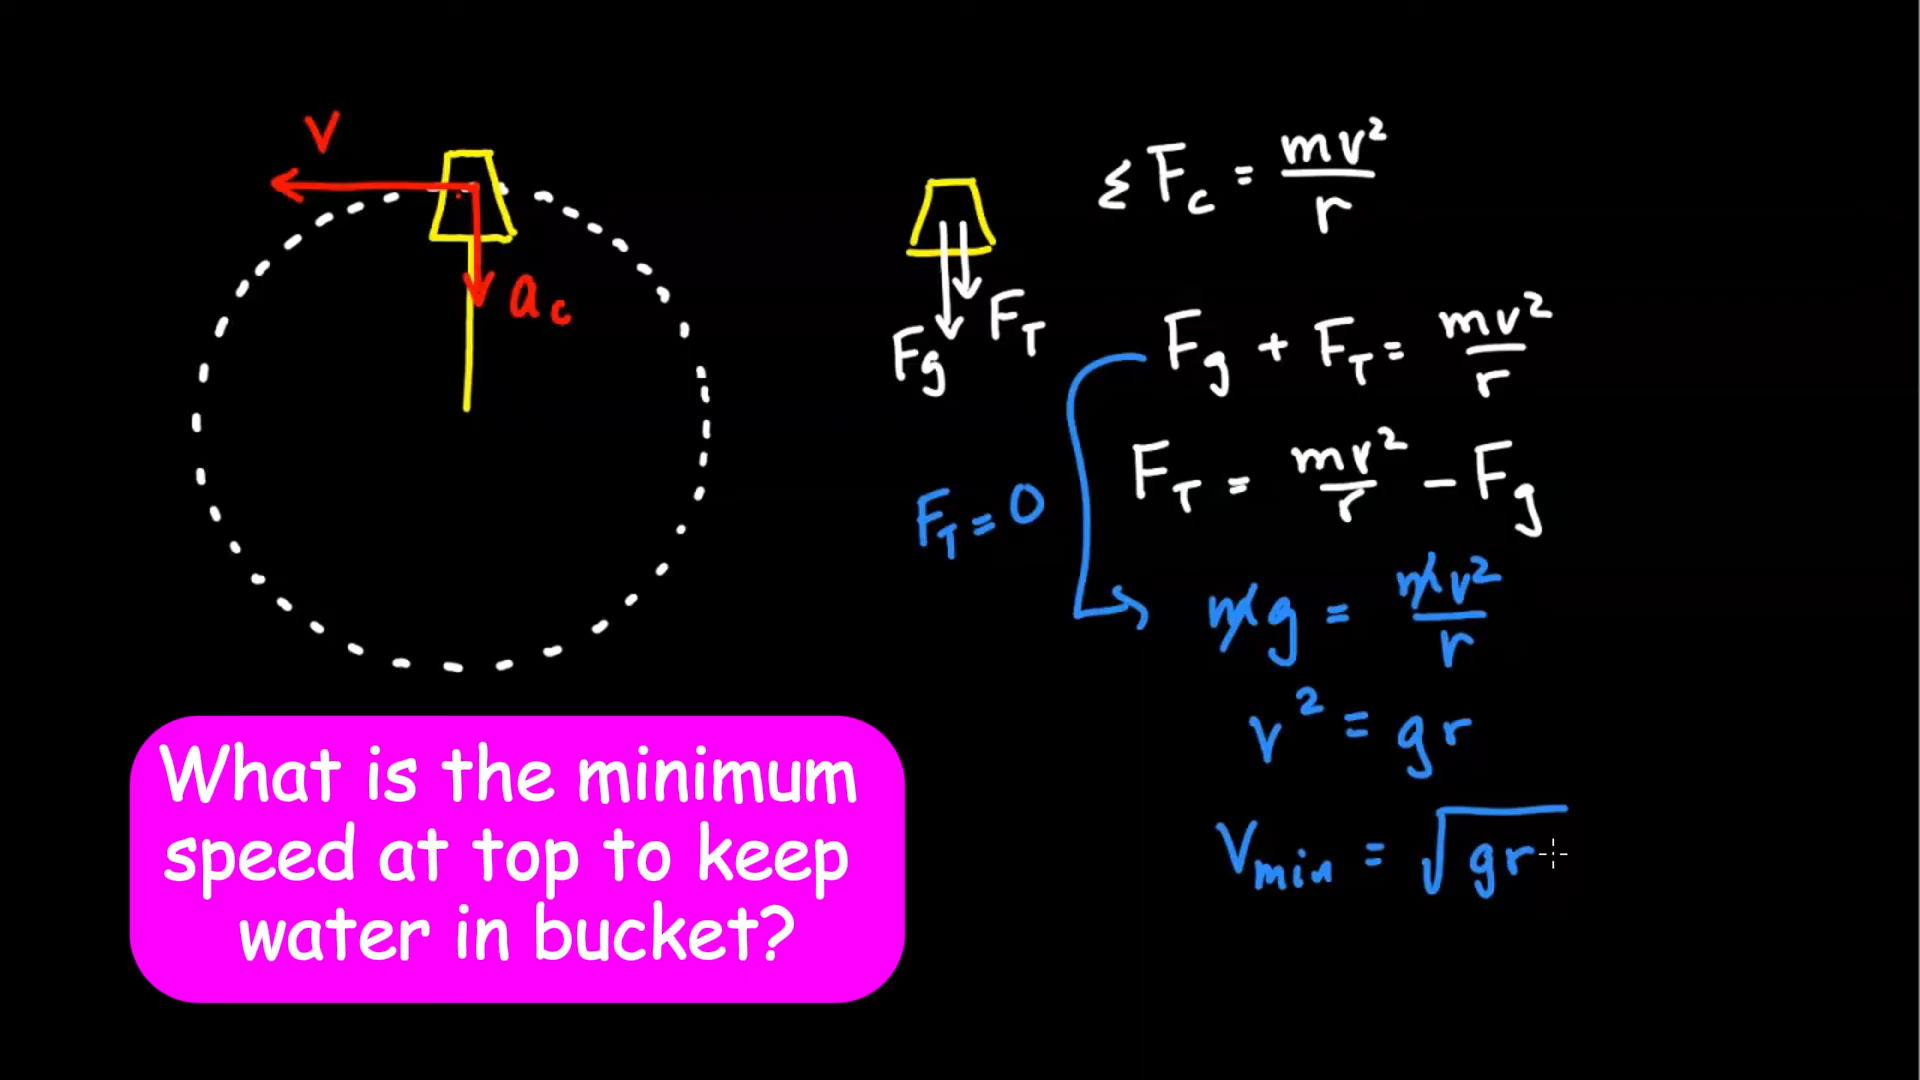 v
a_c
F_g
F_T
ΣF_c = mv²/r
F_g + F_T = mv²/r
F_T = mv²/r - F_g
F_T = 0
mg = mv²/r
v² = gr
V_min = √gr
What is the minimum
speed at top to keep
water in bucket?